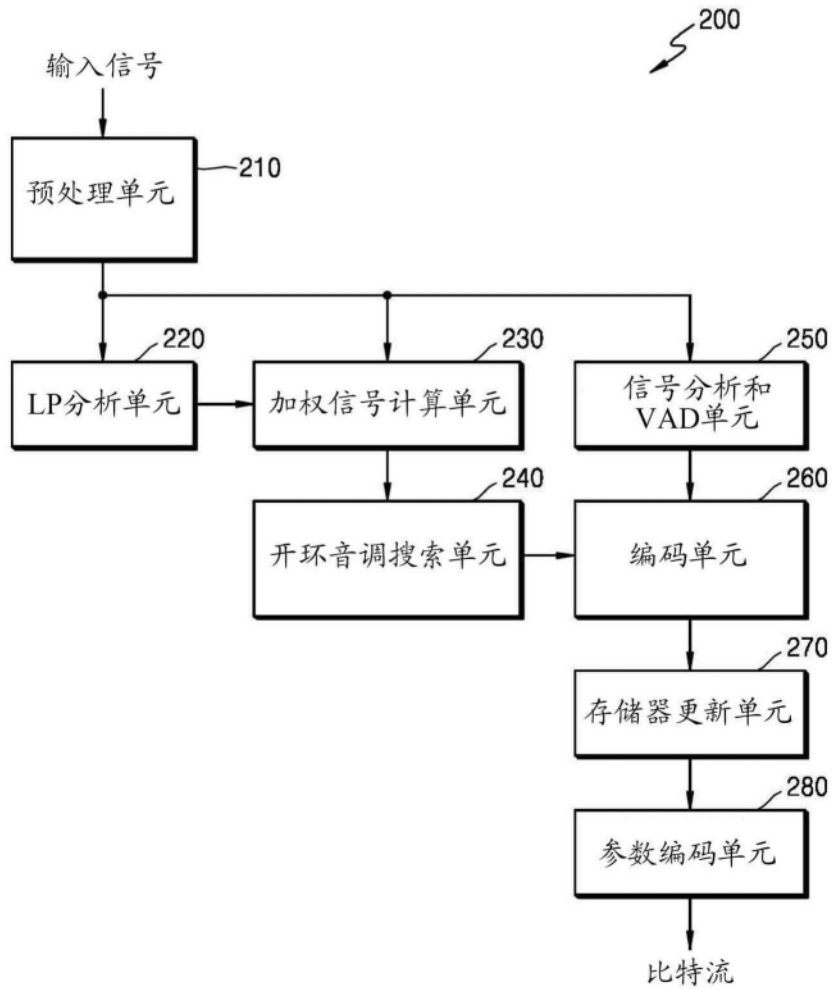 200
输入信号
预处理单元
210
220
LP分析单元
230
加权信号计算单元
250
信号分析和
VAD单元
240
开环音调搜索单元
260
编码单元
270
存储器更新单元
280
参数编码单元
比特流